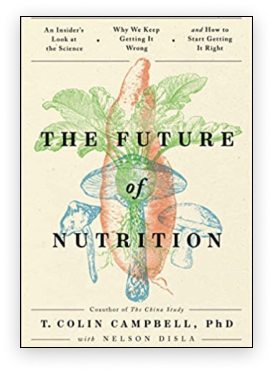 An Insider's Look at the Science • Why We Keep Getting It Wrong • and How to Start Getting It Right
THE FUTURE
of
NUTRITION
Coauthor of The China Study
T. COLIN CAMPBELL, PhD
with NELSON DISLA